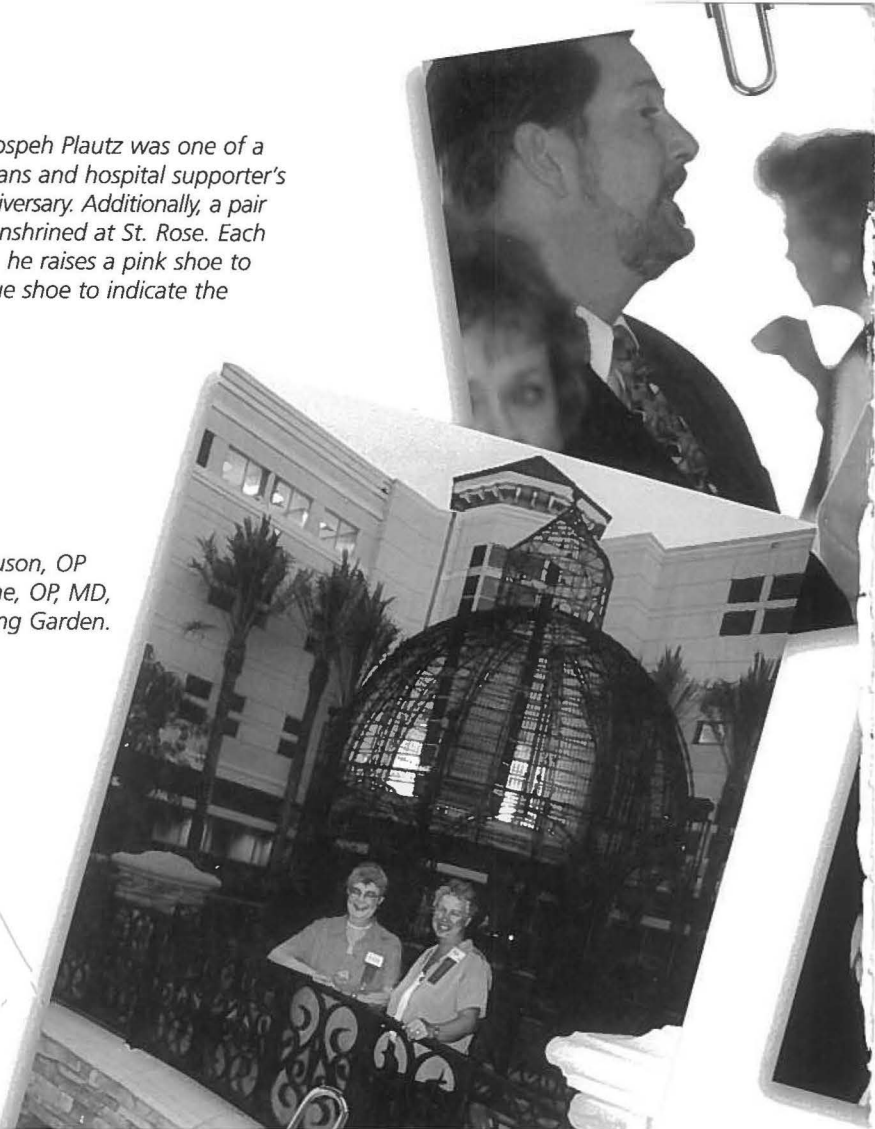 ospeh Plautz was one of a
ans and hospital supporter's
iversary. Additionally, a pair
nshrined at St. Rose. Each
he raises a pink shoe to
ue shoe to indicate the
uson, OP
ne, OP, MD,
ng Garden.